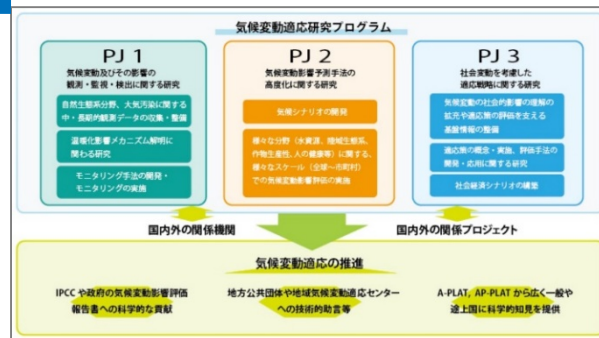 気候変動適応研究プログラム
PJ 1
気候変動及びその影響の
観測・監視・検出に関する研究
自然生態系分野、大気汚染に関する
中・長期的観測データの収集・整備
温暖化影響メカニズム解明に
関わる研究
モニタリング手法の開発・
モニタリングの実施
PJ 2
気候変動影響予測手法の
高度化に関する研究
気候シナリオの開発
様々な分野(水資源、陸域生態系、
作物生産性、人の健康等)に関する、
様々なスケール(全球~市町村)
での気候変動影響評価の実施
PJ 3
社会変動を考慮した
適応戦略に関する研究
気候変動の社会的影響の理解の
拡充や適応策の評価を支える
基盤情報の整備
適応策の概念・実施、評価手法の
開発・応用に関する研究
社会経済シナリオの構築
国内外の関係機関
国内外の関係プロジェクト
気候変動適応の推進
IPCCや政府の気候変動影響評価
報告書への科学的な貢献
地方公共団体や地域気候変動適応センター
への技術的助言等
A-PLAT, AP-PLAT から広く一般や
途上国に科学的知見を提供